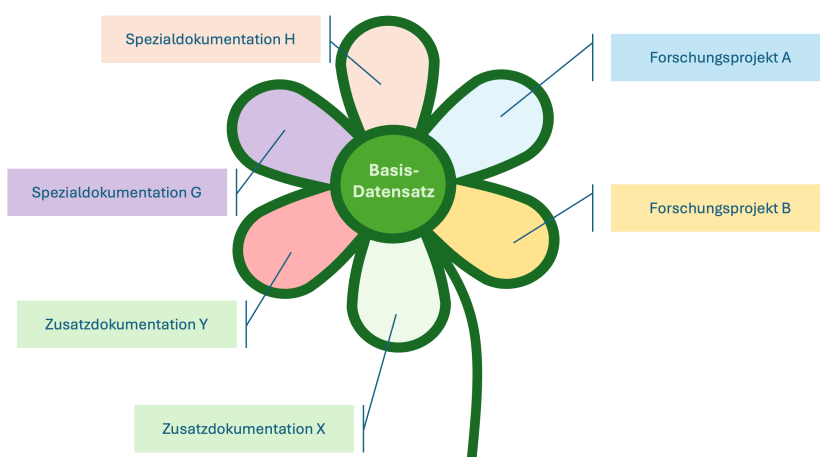 Spezialdokumentation H
Forschungsprojekt A
Basis-
Datensatz
Spezialdokumentation G
Forschungsprojekt B
Zusatzdokumentation Y
Zusatzdokumentation X